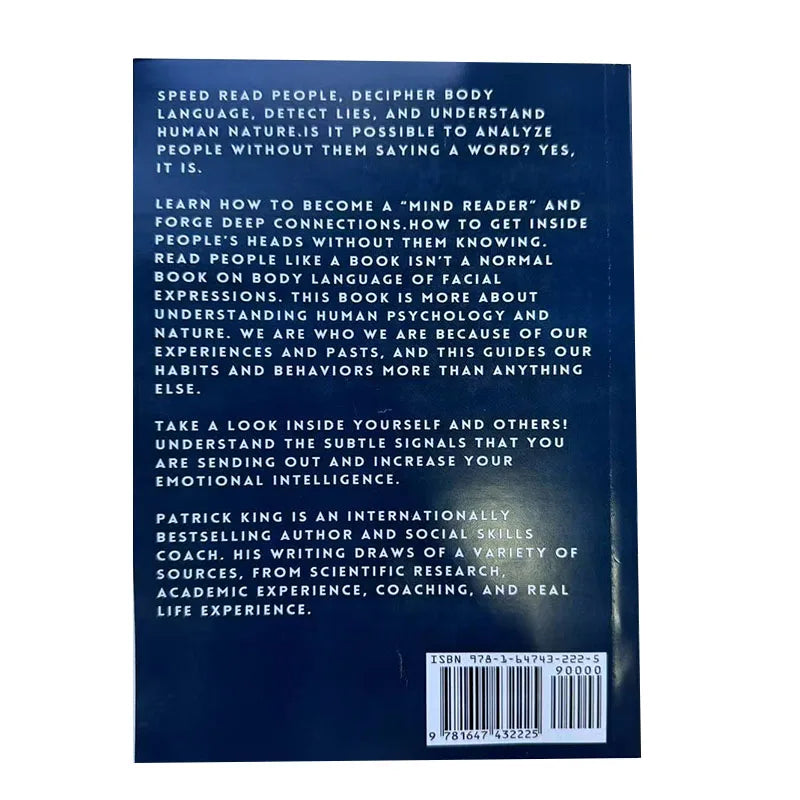 SPEED READ PEOPLE, DECIPHER BODY
LANGUAGE, DETECT LIES, AND UNDERSTAND
HUMAN NATURE.IS IT POSSIBLE TO ANALYZE
PEOPLE WITHOUT THEM SAYING A WORD? YES,
IT IS.
LEARN HOW TO BECOME A “MIND READER” AND
FORGE DEEP CONNECTIONS.HOW TO GET INSIDE
PEOPLE’S HEADS WITHOUT THEM KNOWING.
READ PEOPLE LIKE A BOOK ISN’T A NORMAL
BOOK ON BODY LANGUAGE OF FACIAL
EXPRESSIONS. THIS BOOK IS MORE ABOUT
UNDERSTANDING HUMAN PSYCHOLOGY AND
NATURE. WE ARE WHO WE ARE BECAUSE OF OUR
EXPERIENCES AND PASTS, AND THIS GUIDES OUR
HABITS AND BEHAVIORS MORE THAN ANYTHING
ELSE.
TAKE A LOOK INSIDE YOURSELF AND OTHERS!
UNDERSTAND THE SUBTLE SIGNALS THAT YOU
ARE SENDING OUT AND INCREASE YOUR
EMOTIONAL INTELLIGENCE.
PATRICK KING IS AN INTERNATIONALLY
BESTSELLING AUTHOR AND SOCIAL SKILLS
COACH. HIS WRITING DRAWS OF A VARIETY OF
SOURCES, FROM SCIENTIFIC RESEARCH,
ACADEMIC EXPERIENCE, COACHING, AND REAL
LIFE EXPERIENCE.
ISBN 978-1-64743-222-5
90000
9 781647 432225